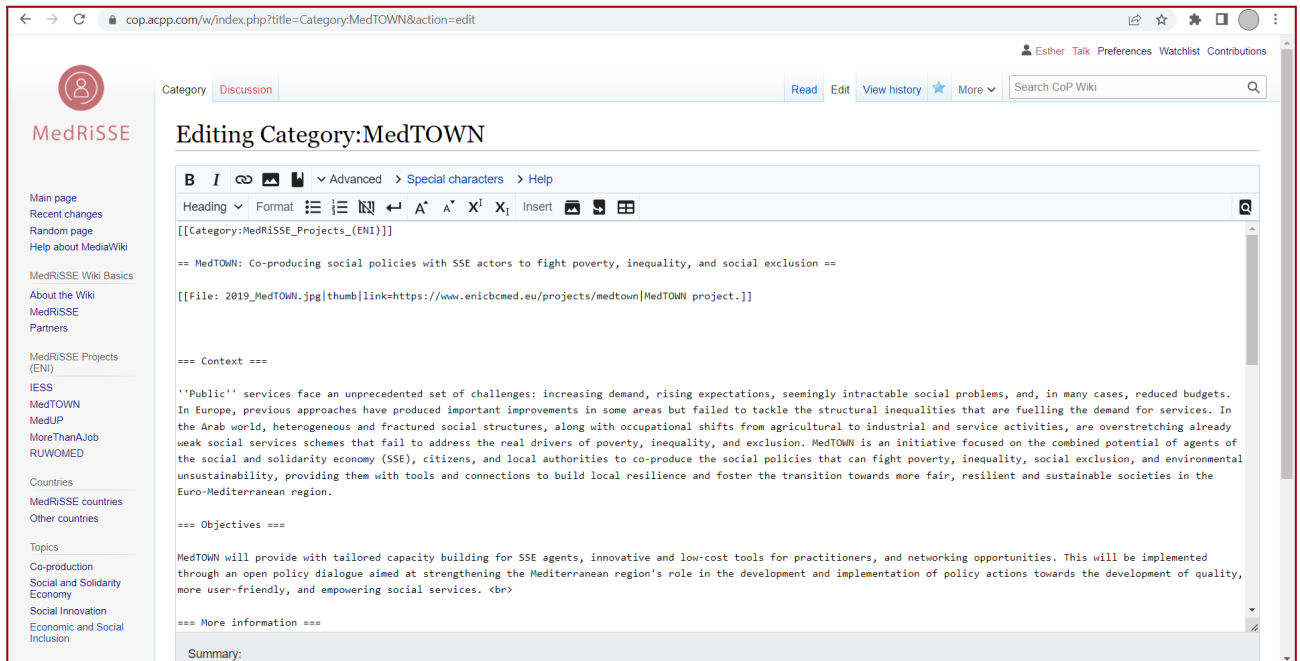 cop.acpp.com/w/index.php?title=Category:MedTOWN&action=edit
Esther Talk Preferences Watchlist Contributions
MedRiSSE
Category Discussion Read Edit View history More Search CoP Wiki
Editing Category:MedTOWN
B I Advanced Special characters Help
Heading Format A A X I X I Insert
[[Category:MedRiSSE_Projects_(ENI)]]
== MedTOWN: Co-producing social policies with SSE actors to fight poverty, inequality, and social exclusion ==
[[File: 2019_MedTOWN.jpg|thumb|link=https://www.enicbcmed.eu/projects/medtown|MedTOWN project.]]
=== Context ===
''Public'' services face an unprecedented set of challenges: increasing demand, rising expectations, seemingly intractable social problems, and, in many cases, reduced budgets.
In Europe, previous approaches have produced important improvements in some areas but failed to tackle the structural inequalities that are fuelling the demand for services. In
the Arab world, heterogeneous and fractured social structures, along with occupational shifts from agricultural to industrial and service activities, are overstretching already
weak social services schemes that fail to address the real drivers of poverty, inequality, and exclusion. MedTOWN is an initiative focused on the combined potential of agents of
the social and solidarity economy (SSE), citizens, and local authorities to co-produce the social policies that can fight poverty, inequality, social exclusion, and environmental
unsustainability, providing them with tools and connections to build local resilience and foster the transition towards more fair, resilient and sustainable societies in the
Euro-Mediterranean region.
=== Objectives ===
MedTOWN will provide with tailored capacity building for SSE agents, innovative and low-cost tools for practitioners, and networking opportunities. This will be implemented
through an open policy dialogue aimed at strengthening the Mediterranean region's role in the development and implementation of policy actions towards the development of quality,
more user-friendly, and empowering social services. <br>
=== More information ===
Summary:
Main page
Recent changes
Random page
Help about MediaWiki
MedRiSSE Wiki Basics
About the Wiki
MedRiSSE
Partners
MedRiSSE Projects
(ENI)
IESS
MedTOWN
MedUP
MoreThanAJob
RUWOMED
Countries
MedRiSSE countries
Other countries
Topics
Co-production
Social and Solidarity
Economy
Social Innovation
Economic and Social
Inclusion